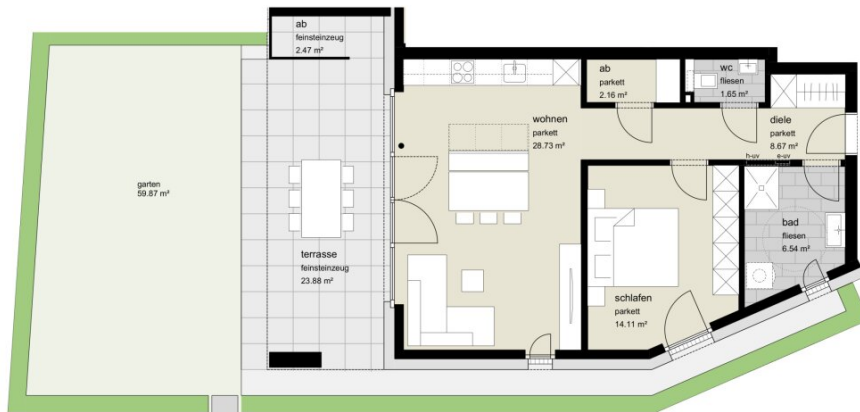 ab
feinsteinzeug
2.47 m²
ab
parkett
2.16 m²
wc
fliesen
1.65 m²
wohnen
parkett
28.73 m²
diele
parkett
8.67 m²
h-uv e-uv
garten
59.87 m²
terrasse
feinsteinzeug
23.88 m²
bad
fliesen
6.54 m²
schlafen
parkett
14.11 m²